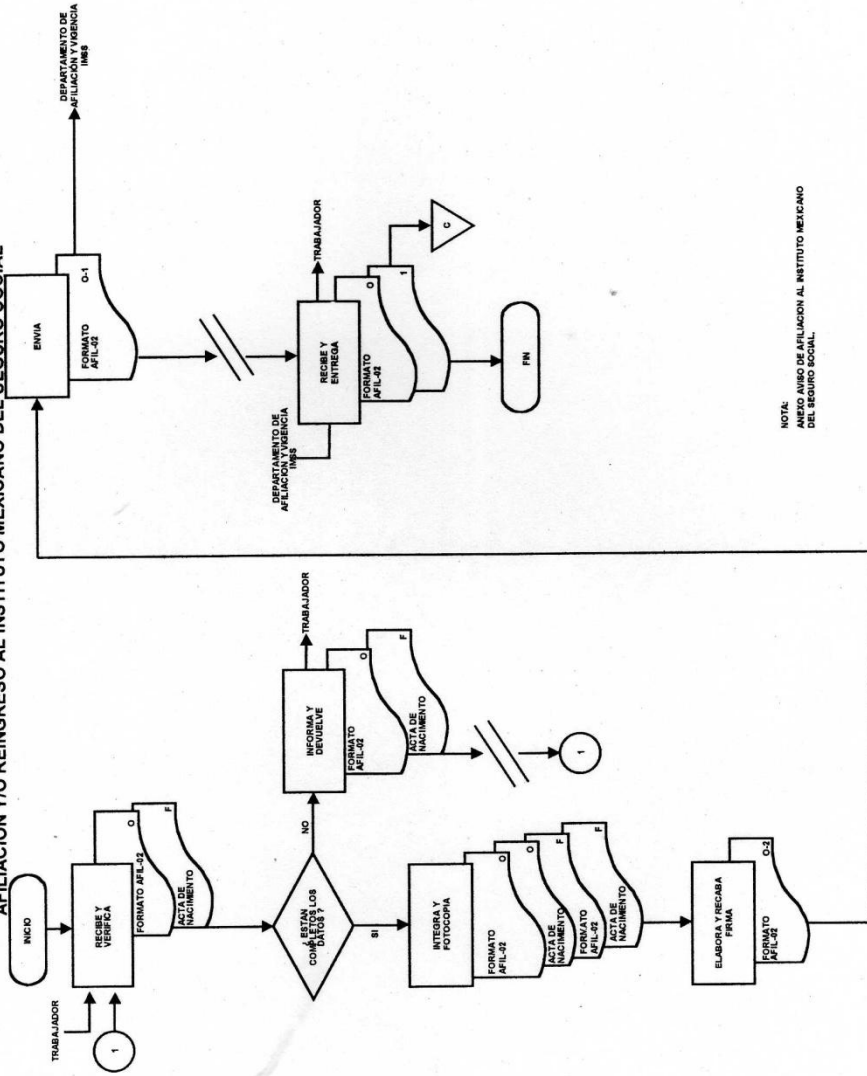 AFILIACION Y/O REINGRESO AL INSTITUTO MEXICANO DEL SEGURO SOCIAL
INICIO
TRABAJADOR
1
RECIBE Y
VERIFICA
O
FORMATO AFIL-02
F
ACTA DE
NACIMIENTO
¿ ESTAN
COMPLETOS LOS
DATOS ?
NO
INFORMA Y
DEVUELVE
TRABAJADOR
O
FORMATO
AFIL-02
F
ACTA DE
NACIMIENTO
1
SI
INTEGRA Y
FOTOCOPIA
O
FORMATO
AFIL-02
O
ACTA DE
NACIMIENTO
F
FORMATO
AFIL-02
F
ACTA DE
NACIMIENTO
ELABORA Y RECABA
FIRMA
O-2
FORMATO
AFIL-02
ENVIA
O-1
FORMATO
AFIL-02
DEPARTAMENTO DE
AFILIACIÓN Y VIGENCIA
IMSS
DEPARTAMENTO DE
AFILIACION Y VIGENCIA
IMSS
RECIBE Y
ENTREGA
TRABAJADOR
O
FORMATO
AFIL-02
1
C
FIN
NOTA:
ANEXO AVISO DE AFILIACION AL INSTITUTO MEXICANO
DEL SEGURO SOCIAL.